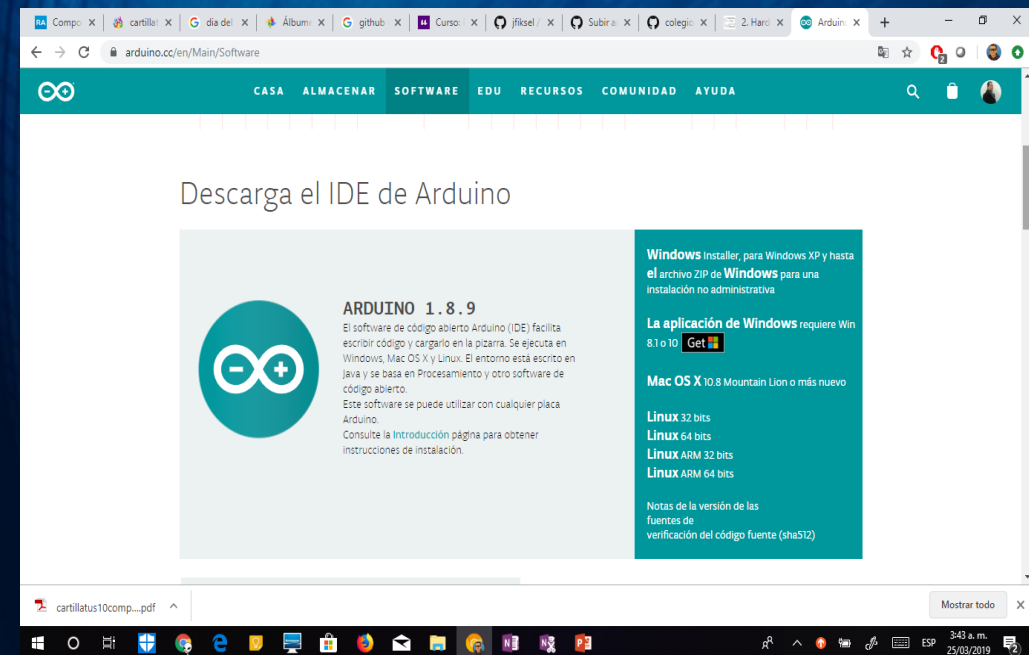 Compo
cartillat
dia del
Álbume
github
Curso:
jfiksel /
Subir a
colegio
2. Hard
Arduin
arduino.cc/en/Main/Software
2
CASA ALMACENAR SOFTWARE EDU RECURSOS COMUNIDAD AYUDA
Descarga el IDE de Arduino
ARDUINO 1.8.9
El software de código abierto Arduino (IDE) facilita
escribir código y cargarlo en la pizarra. Se ejecuta en
Windows, Mac OS X y Linux. El entorno está escrito en
Java y se basa en Procesamiento y otro software de
código abierto.
Este software se puede utilizar con cualquier placa
Arduino.
Consulte la Introducción página para obtener
instrucciones de instalación.
Windows Installer, para Windows XP y hasta
el archivo ZIP de Windows para una
instalación no administrativa
La aplicación de Windows requiere Win
8.1 o 10 Get
Mac OS X 10.8 Mountain Lion o más nuevo
Linux 32 bits
Linux 64 bits
Linux ARM 32 bits
Linux ARM 64 bits
Notas de la versión de las
fuentes de
verificación del código fuente (sha512)
cartillatus10comp....pdf
Mostrar todo
ESP
3:43 a. m.
25/03/2019